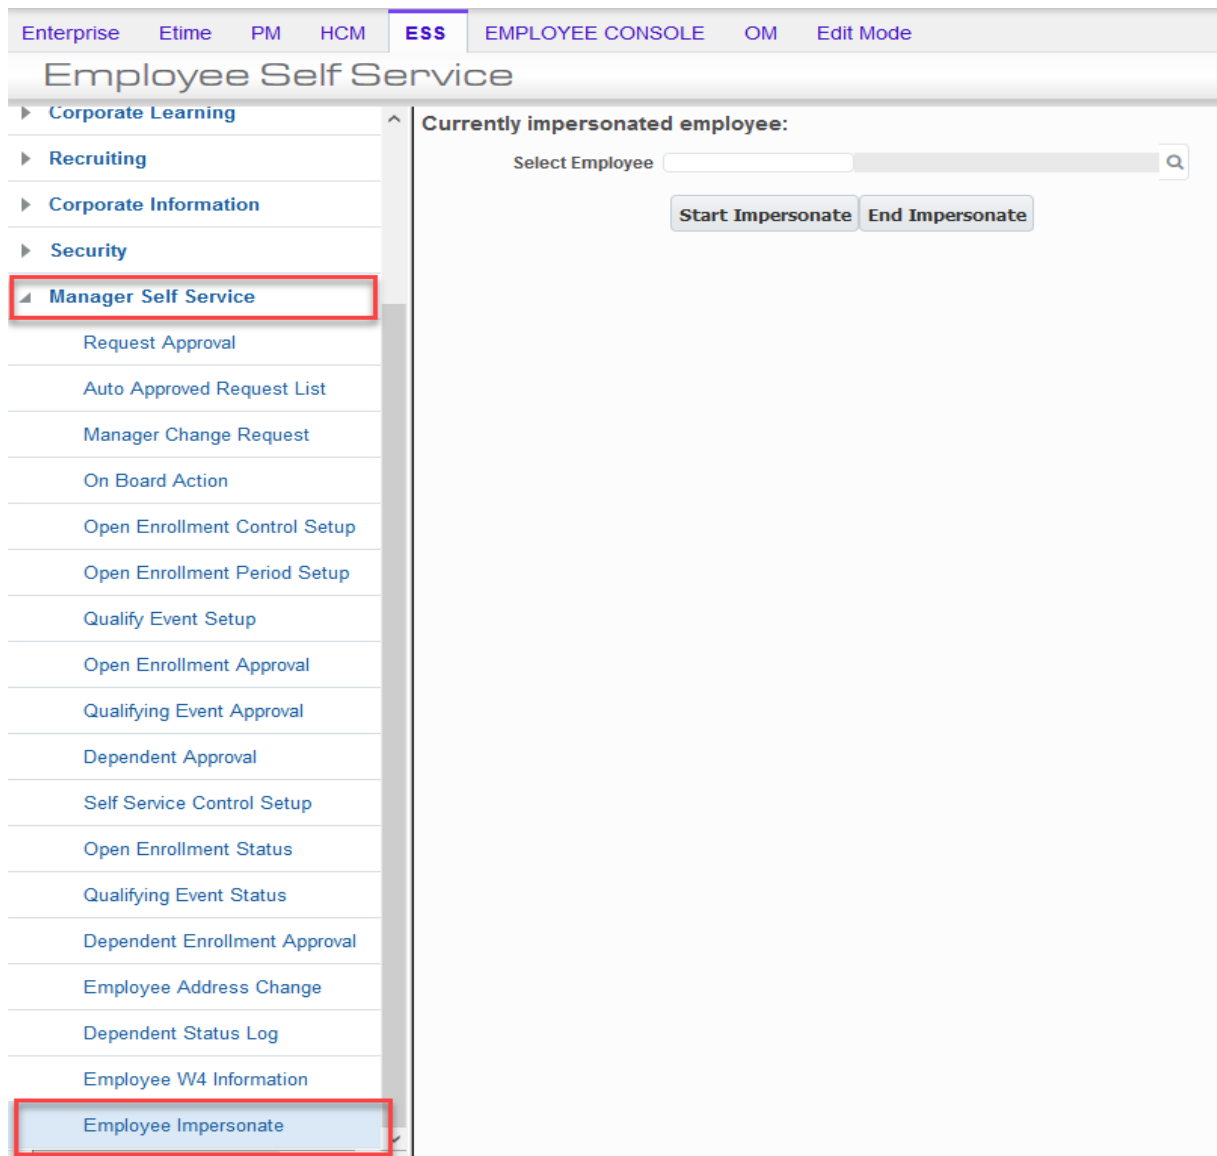 Enterprise Etime PM HCM ESS EMPLOYEE CONSOLE OM Edit Mode
Employee Self Service
Corporate Learning
Recruiting
Corporate Information
Security
Manager Self Service
Request Approval
Auto Approved Request List
Manager Change Request
On Board Action
Open Enrollment Control Setup
Open Enrollment Period Setup
Qualify Event Setup
Open Enrollment Approval
Qualifying Event Approval
Dependent Approval
Self Service Control Setup
Open Enrollment Status
Qualifying Event Status
Dependent Enrollment Approval
Employee Address Change
Dependent Status Log
Employee W4 Information
Employee Impersonate
Currently impersonated employee:
Select Employee
Start Impersonate End Impersonate